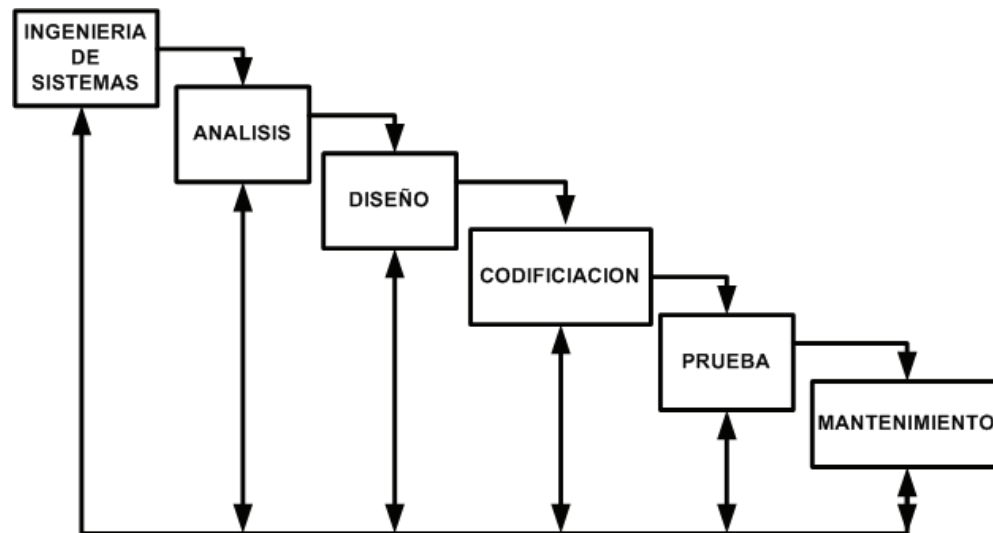 INGENIERIA
DE
SISTEMAS
ANALISIS
DISEÑO
CODIFICIACION
PRUEBA
MANTENIMIENTO